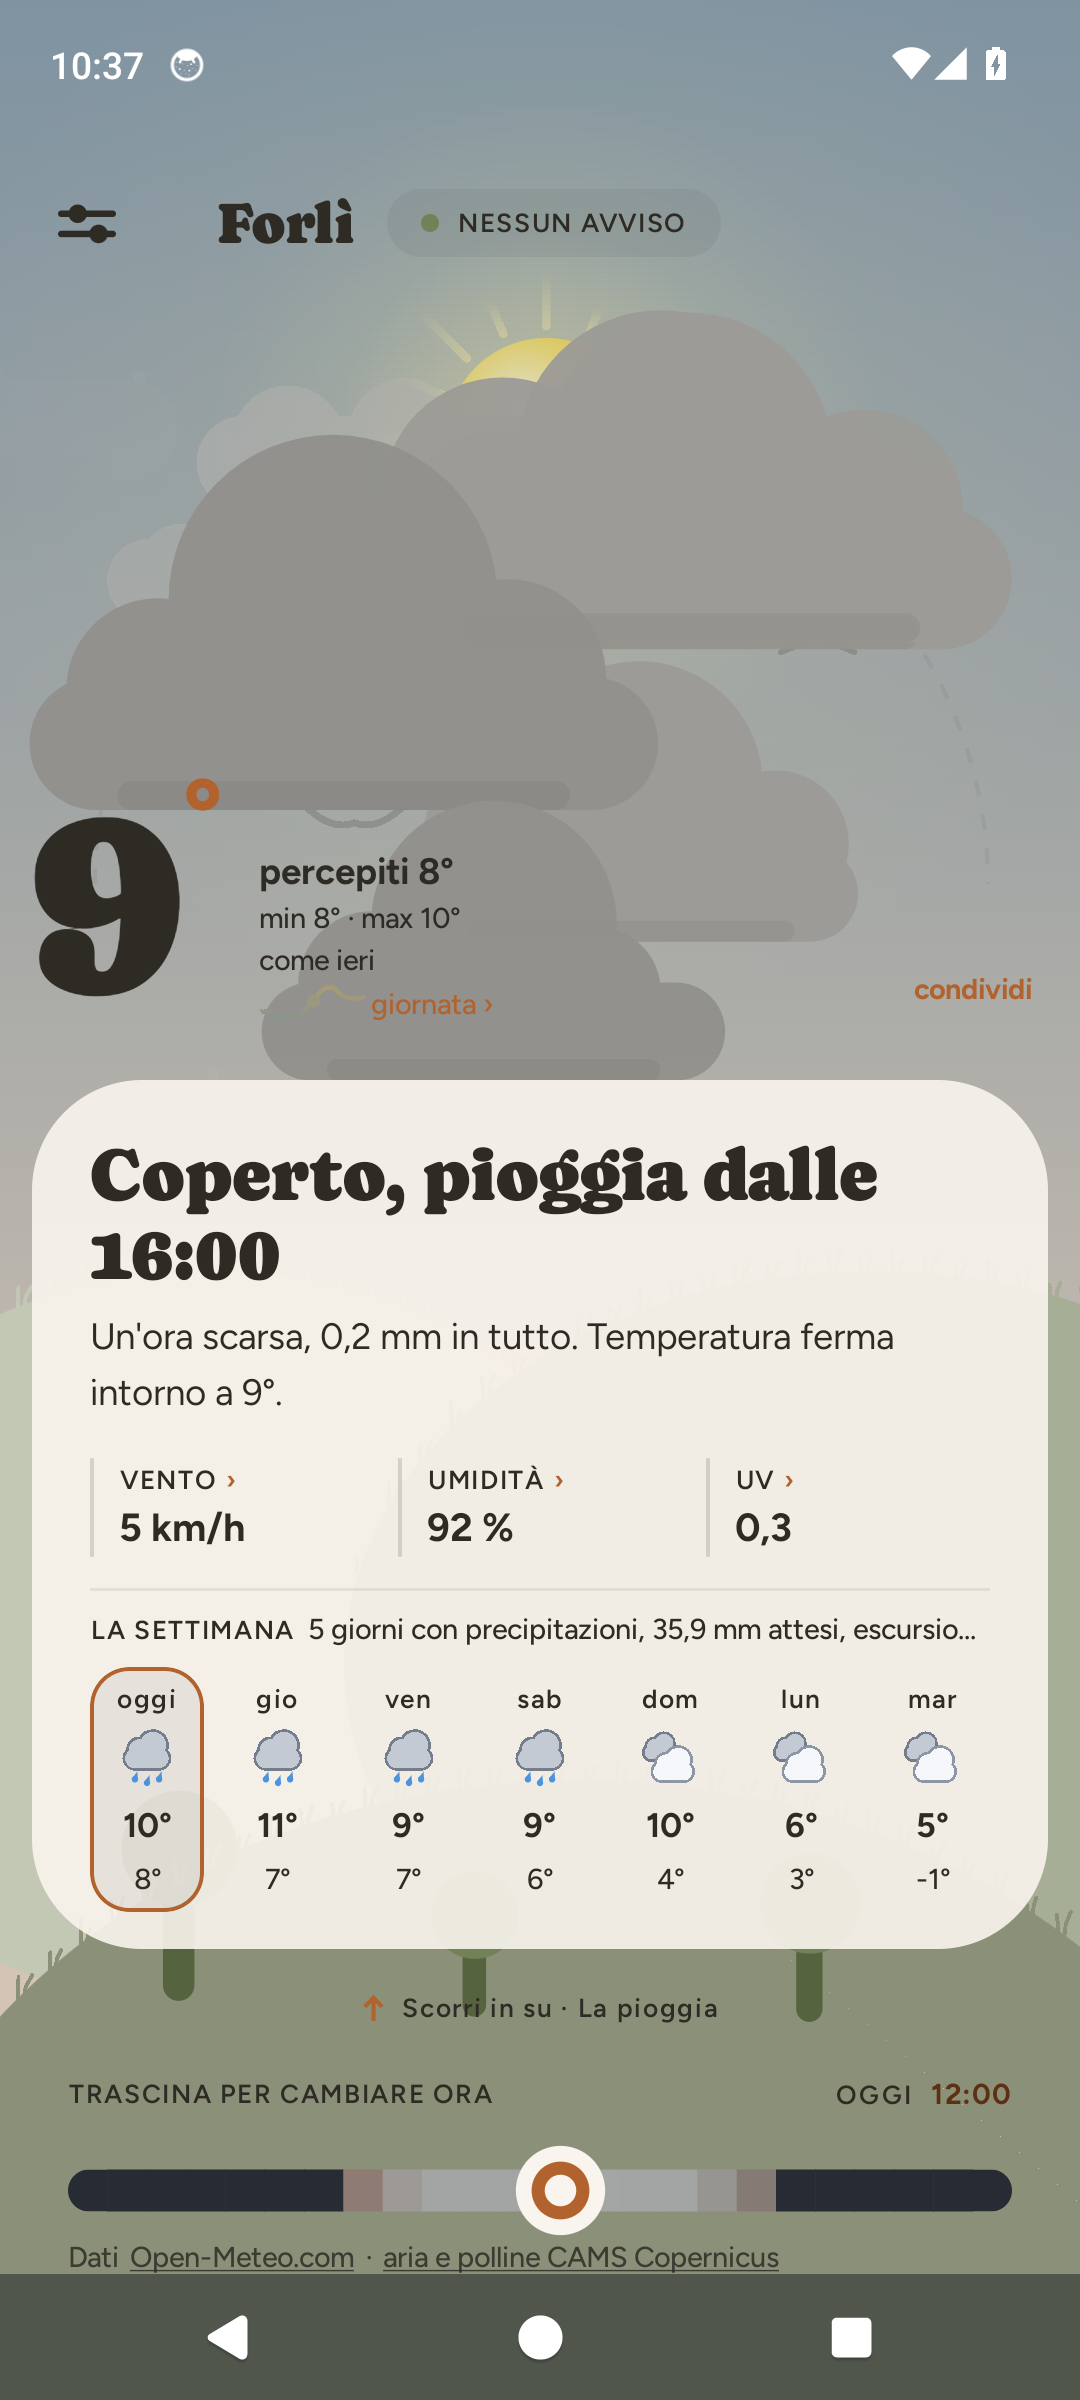 10:37
Forlì
NESSUN AVVISO
9°
percepiti 8°
min 8° · max 10°
come ieri
giornata ›
condividi
Coperto, pioggia dalle
16:00
Un'ora scarsa, 0,2 mm in tutto. Temperatura ferma
intorno a 9°.
VENTO › UMIDITÀ › UV ›
5 km/h 92 % 0,3
LA SETTIMANA 5 giorni con precipitazioni, 35,9 mm attesi, escursio...
oggi gio ven sab dom lun mar
10° 11° 9° 9° 10° 6° 5°
8° 7° 7° 6° 4° 3° -1°
↑ Scorri in su · La pioggia
TRASCINA PER CAMBIARE ORA OGGI 12:00
Dati Open-Meteo.com · aria e polline CAMS Copernicus